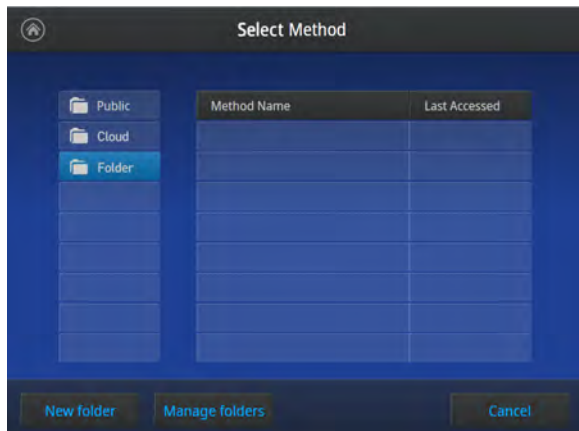 Select Method
Public
Method Name
Last Accessed
Cloud
Folder
New folder
Manage folders
Cancel